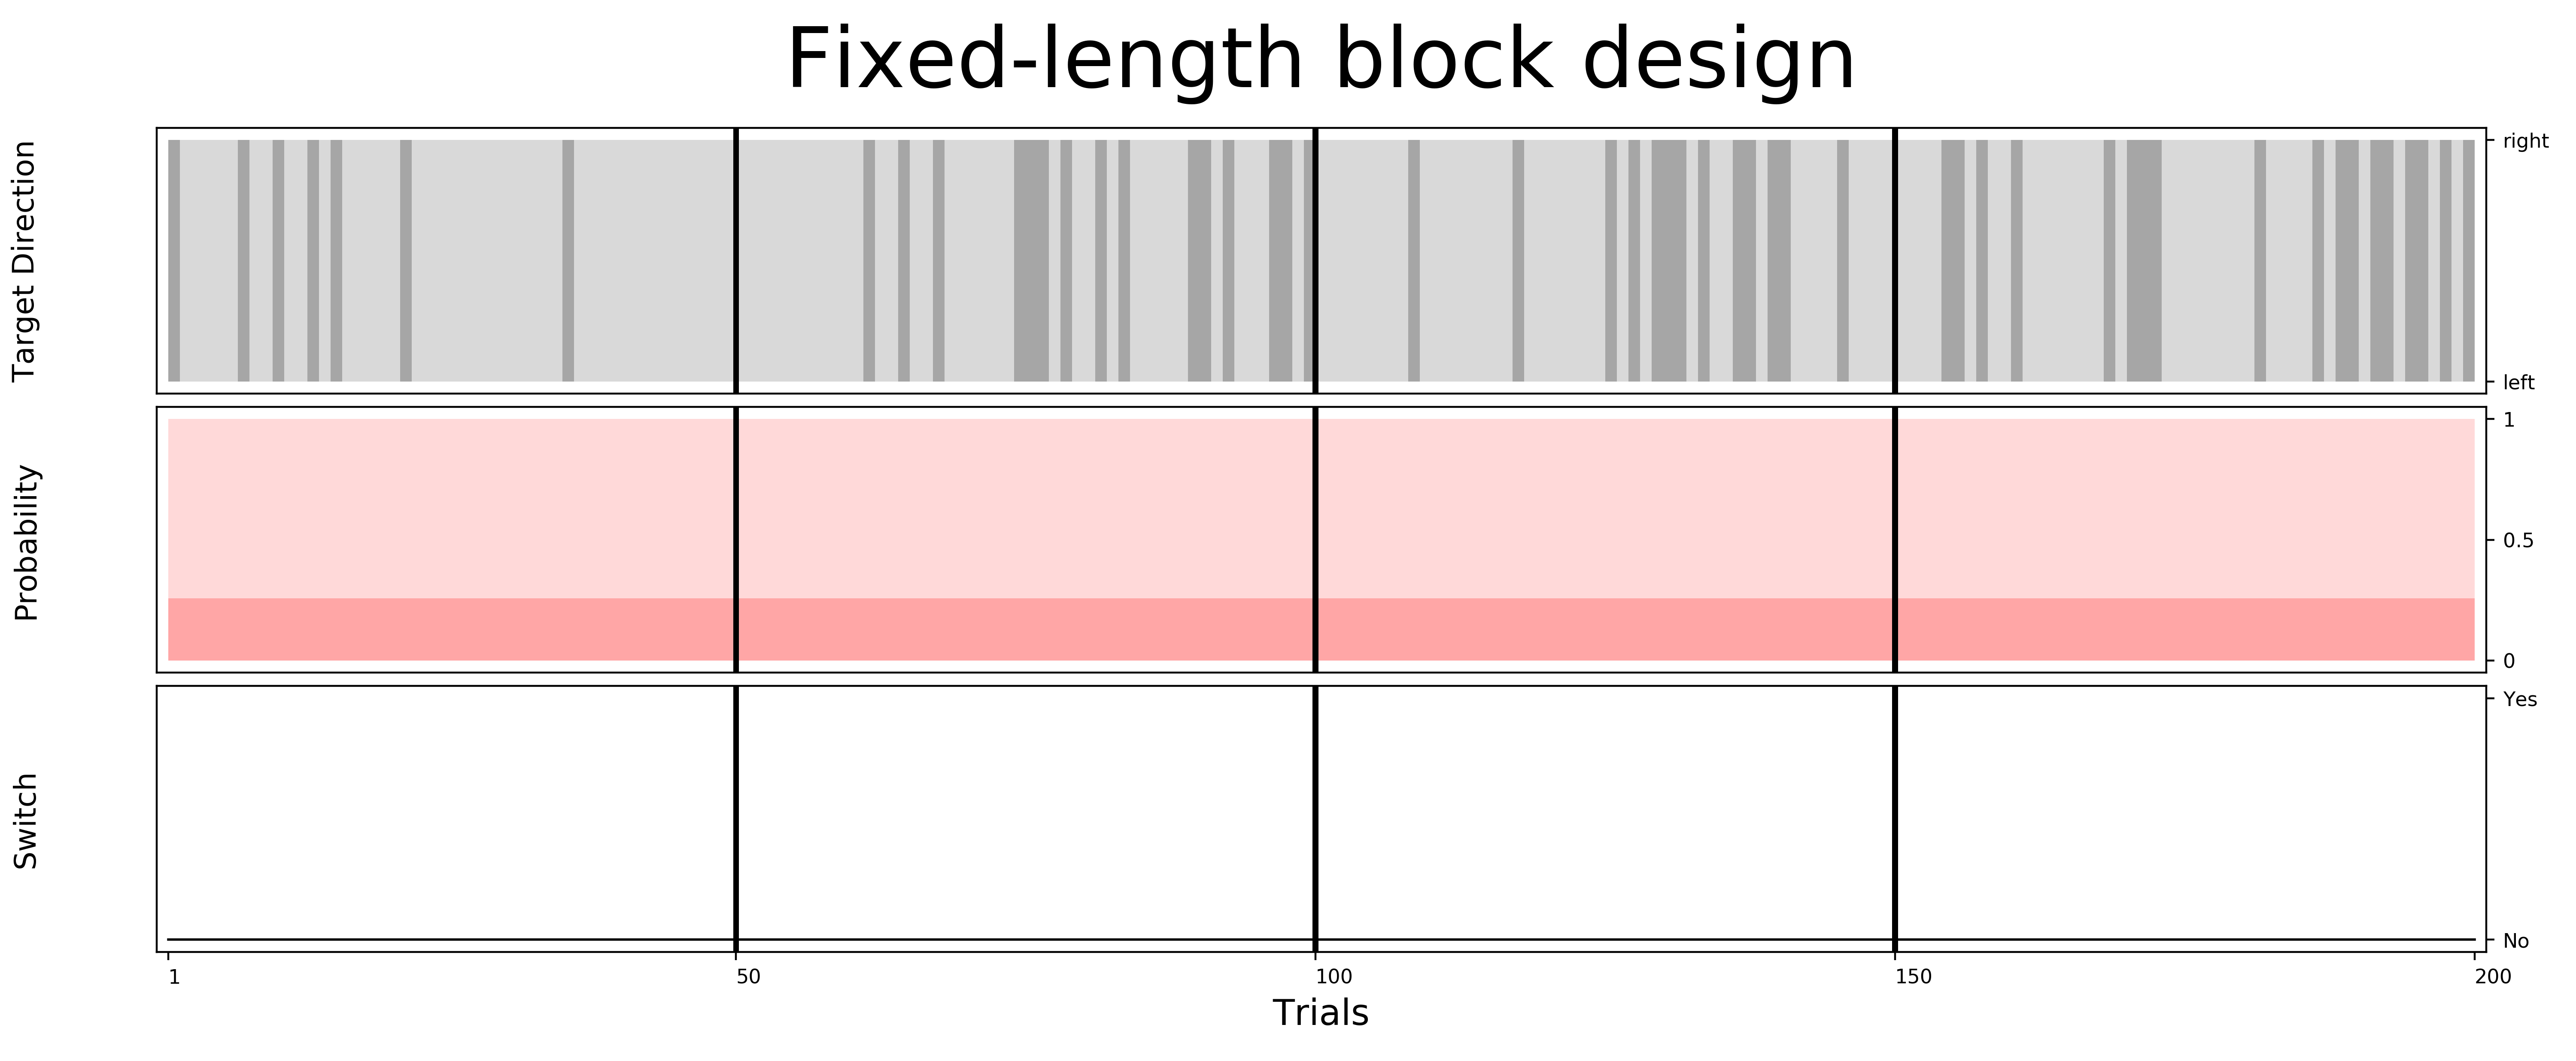 Fixed-length block design
Target Direction
right
left
Probability
1
0.5
0
Switch
Yes
No
1 50 100 150 200
Trials